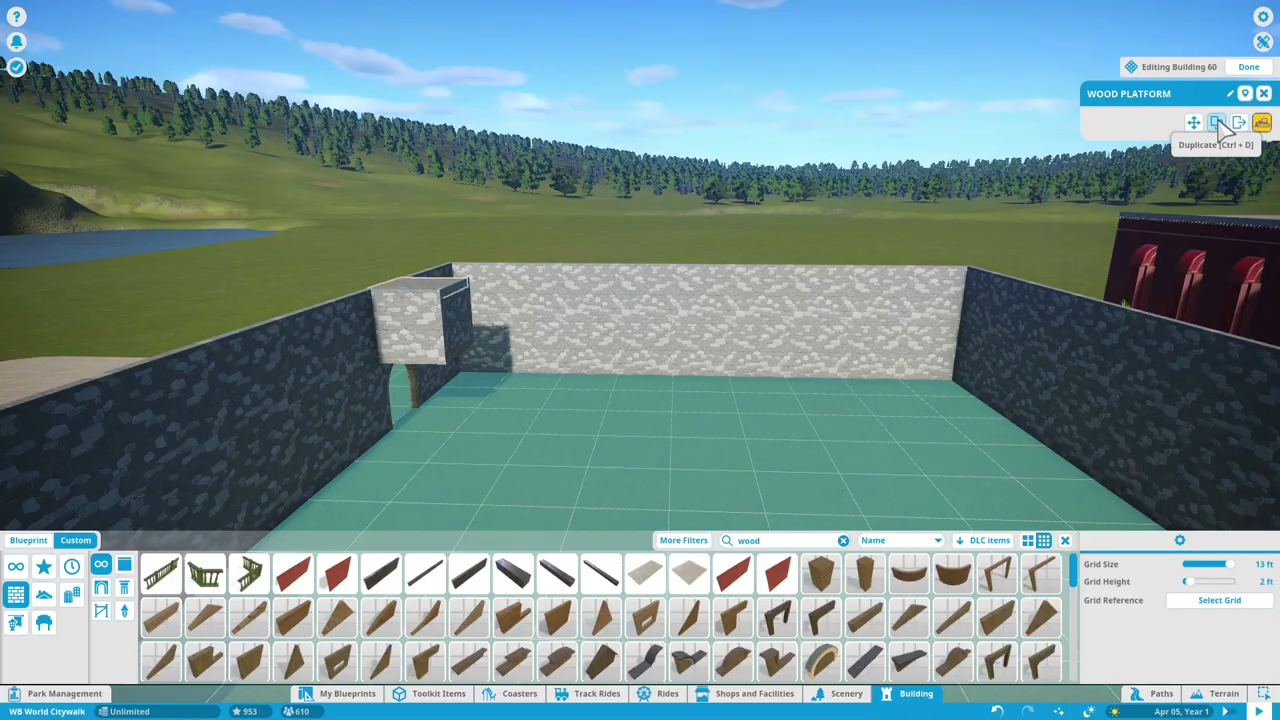 ?
Editing Building 60 Done
WOOD PLATFORM
Duplicate [Ctrl + D]
Blueprint Custom More Filters wood Name DLC items
Grid Size 13 ft
Grid Height 2 ft
Grid Reference Select Grid
Park Management My Blueprints Toolkit Items Coasters Track Rides Rides Shops and Facilities Scenery Building Paths Terrain
WB World Citywalk Unlimited 953 610 Apr 05, Year 1